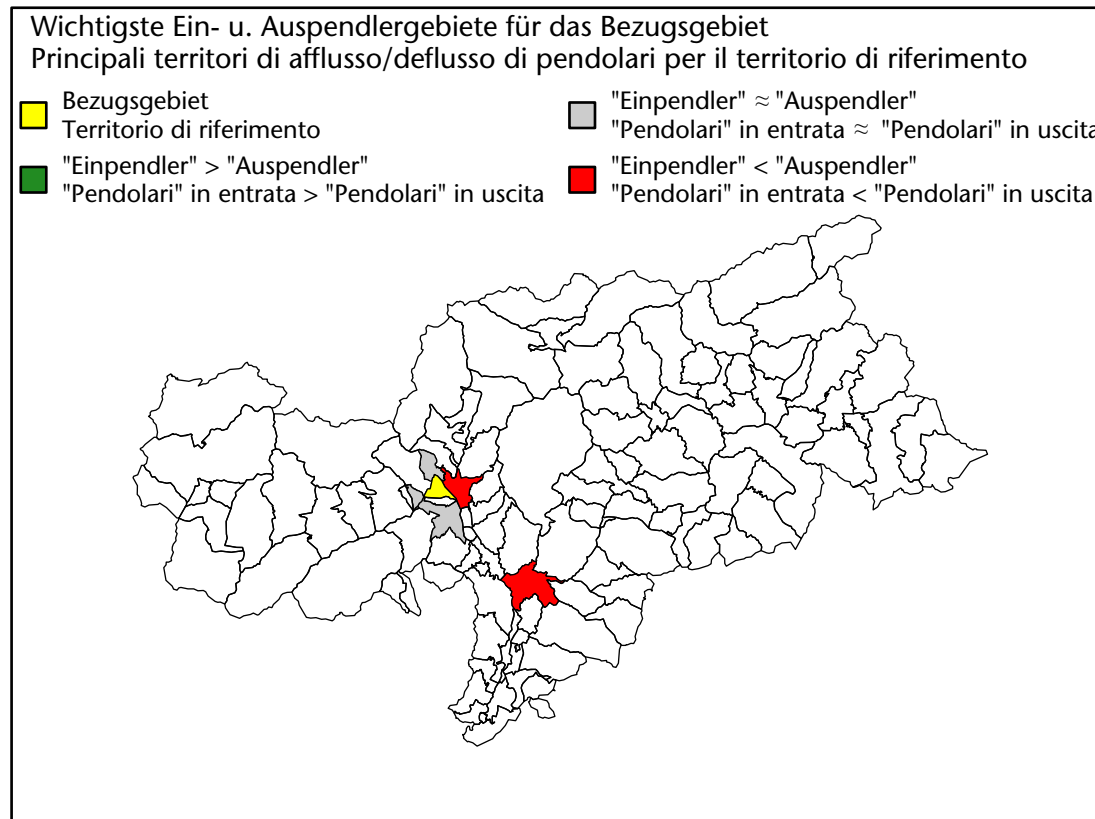 Wichtigste Ein- u. Auspendlergebiete für das Bezugsgebiet
Principali territori di afflusso/deflusso di pendolari per il territorio di riferimento
Bezugsgebiet
Territorio di riferimento
"Einpendler" > "Auspendler"
"Pendolari" in entrata > "Pendolari" in uscita
"Einpendler" ≈ "Auspendler"
"Pendolari" in entrata ≈ "Pendolari" in uscita
"Einpendler" < "Auspendler"
"Pendolari" in entrata < "Pendolari" in uscita